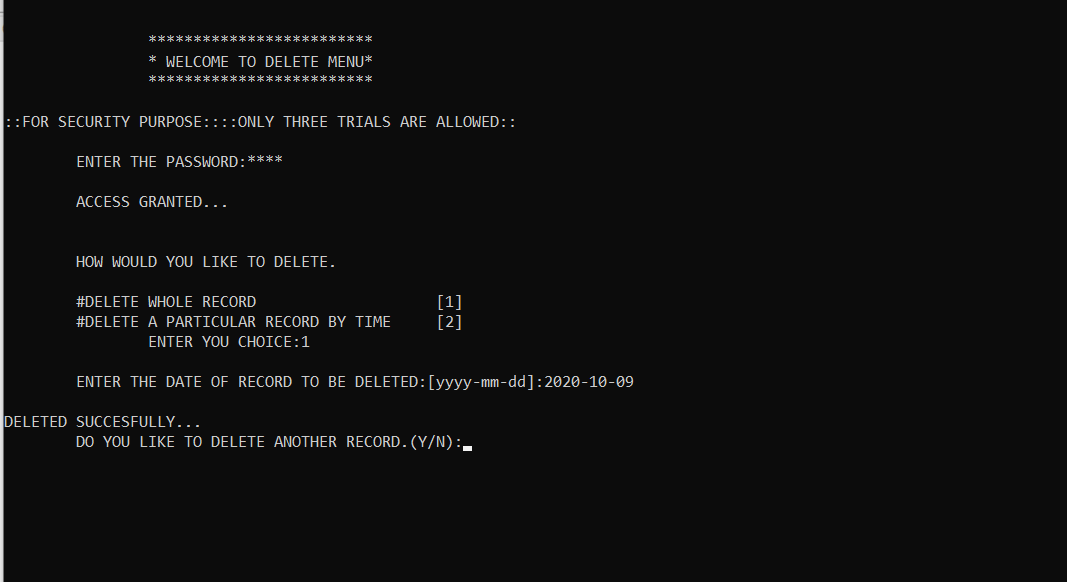 *************************
* WELCOME TO DELETE MENU*
*************************
::FOR SECURITY PURPOSE::::ONLY THREE TRIALS ARE ALLOWED::
ENTER THE PASSWORD:****
ACCESS GRANTED...
HOW WOULD YOU LIKE TO DELETE.
#DELETE WHOLE RECORD [1]
#DELETE A PARTICULAR RECORD BY TIME [2]
ENTER YOU CHOICE:1
ENTER THE DATE OF RECORD TO BE DELETED:[yyyy-mm-dd]:2020-10-09
DELETED SUCCESFULLY...
DO YOU LIKE TO DELETE ANOTHER RECORD.(Y/N):